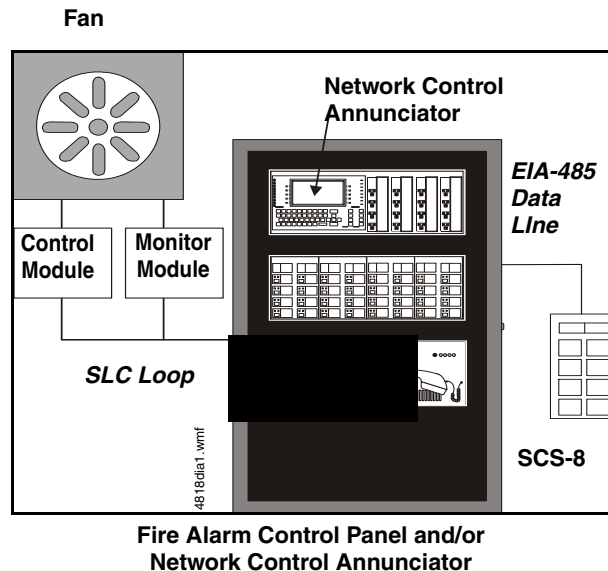 Fan
Network Control
Annunciator
EIA-485
Data
LIne
Control
Module
Monitor
Module
SLC Loop
4818dia1.wmf
SCS-8
Fire Alarm Control Panel and/or
Network Control Annunciator